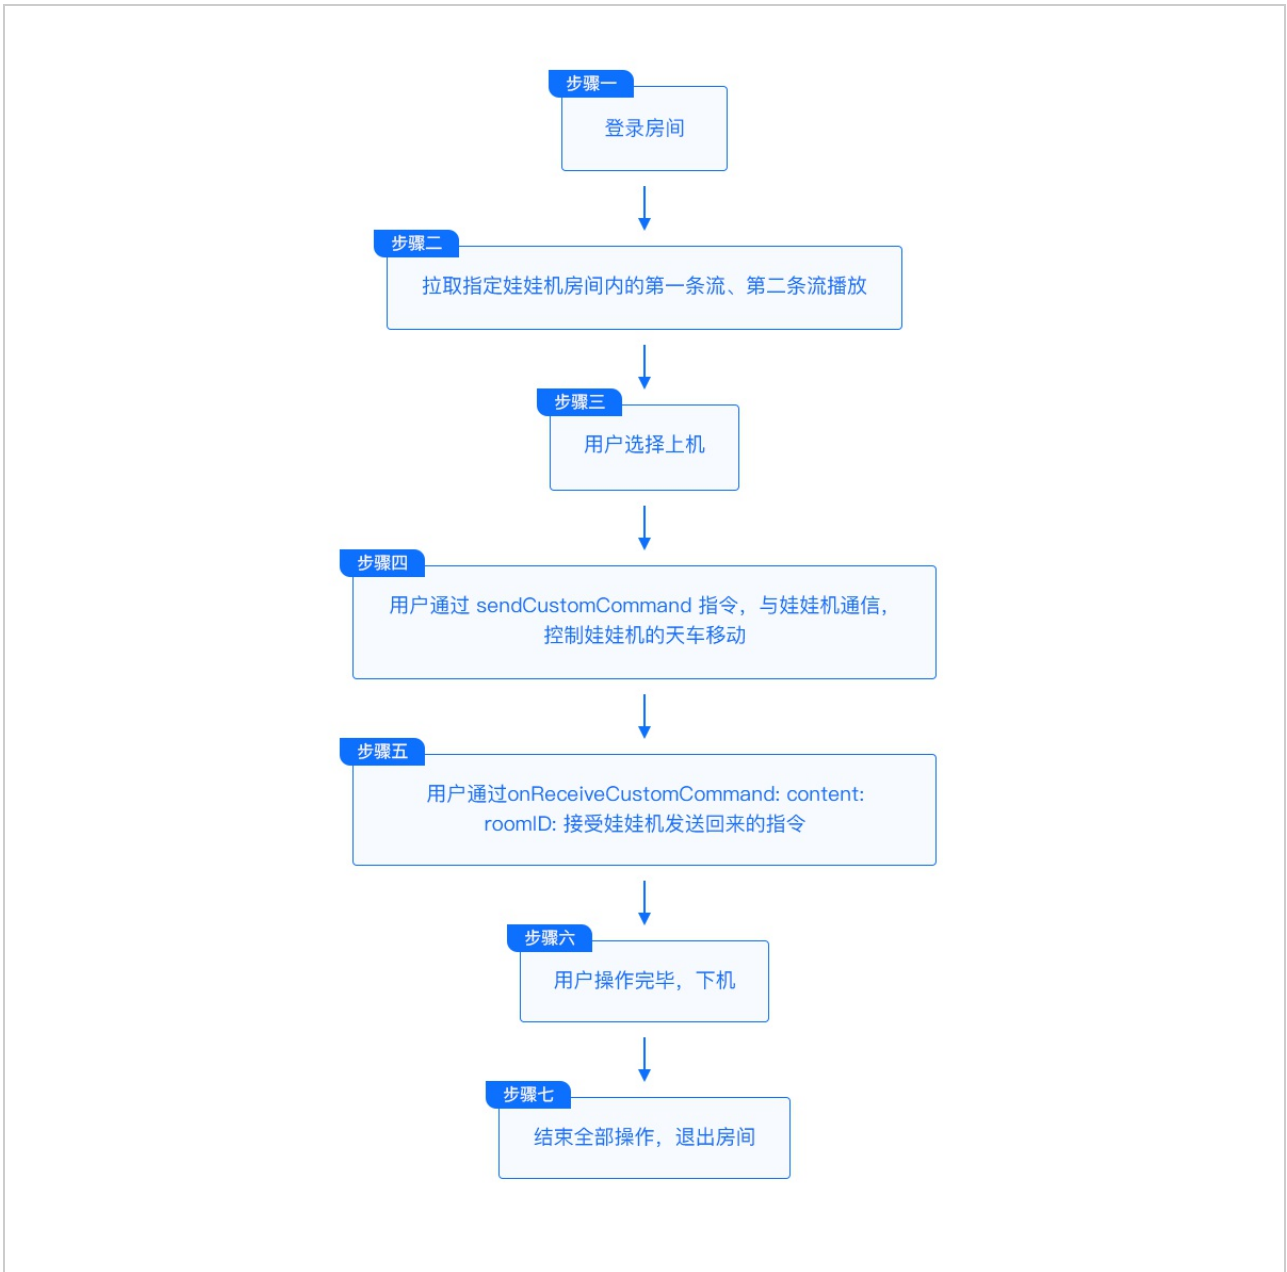 步骤一
登录房间
步骤二
拉取指定娃娃机房间内的第一条流、第二条流播放
步骤三
用户选择上机
步骤四
用户通过 sendCustomCommand 指令，与娃娃机通信，
控制娃娃机的天车移动
步骤五
用户通过onReceiveCustomCommand: content:
roomID: 接受娃娃机发送回来的指令
步骤六
用户操作完毕，下机
步骤七
结束全部操作，退出房间